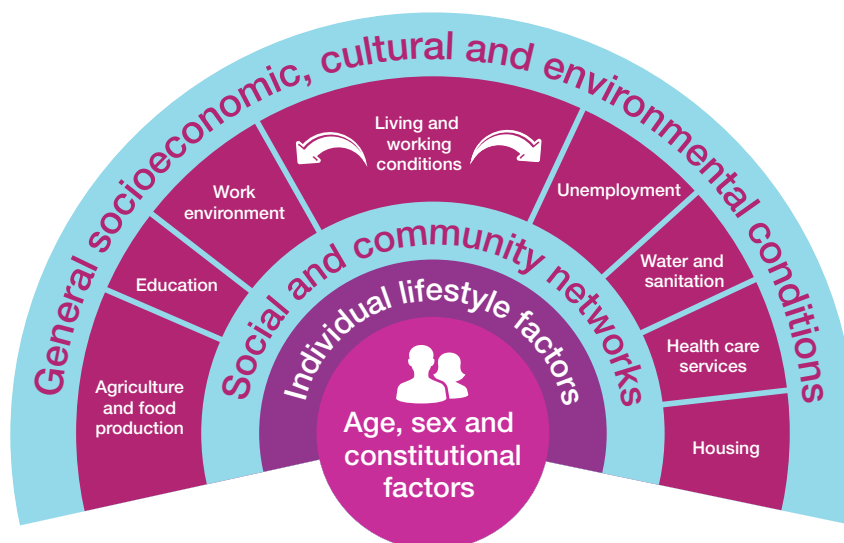 General socioeconomic, cultural and environmental conditions
Living and
working
conditions
Work
environment
Unemployment
Education
Water and
sanitation
Agriculture
and food
production
Health care
services
Housing
Social and community networks
Individual lifestyle factors
Age, sex and
constitutional
factors